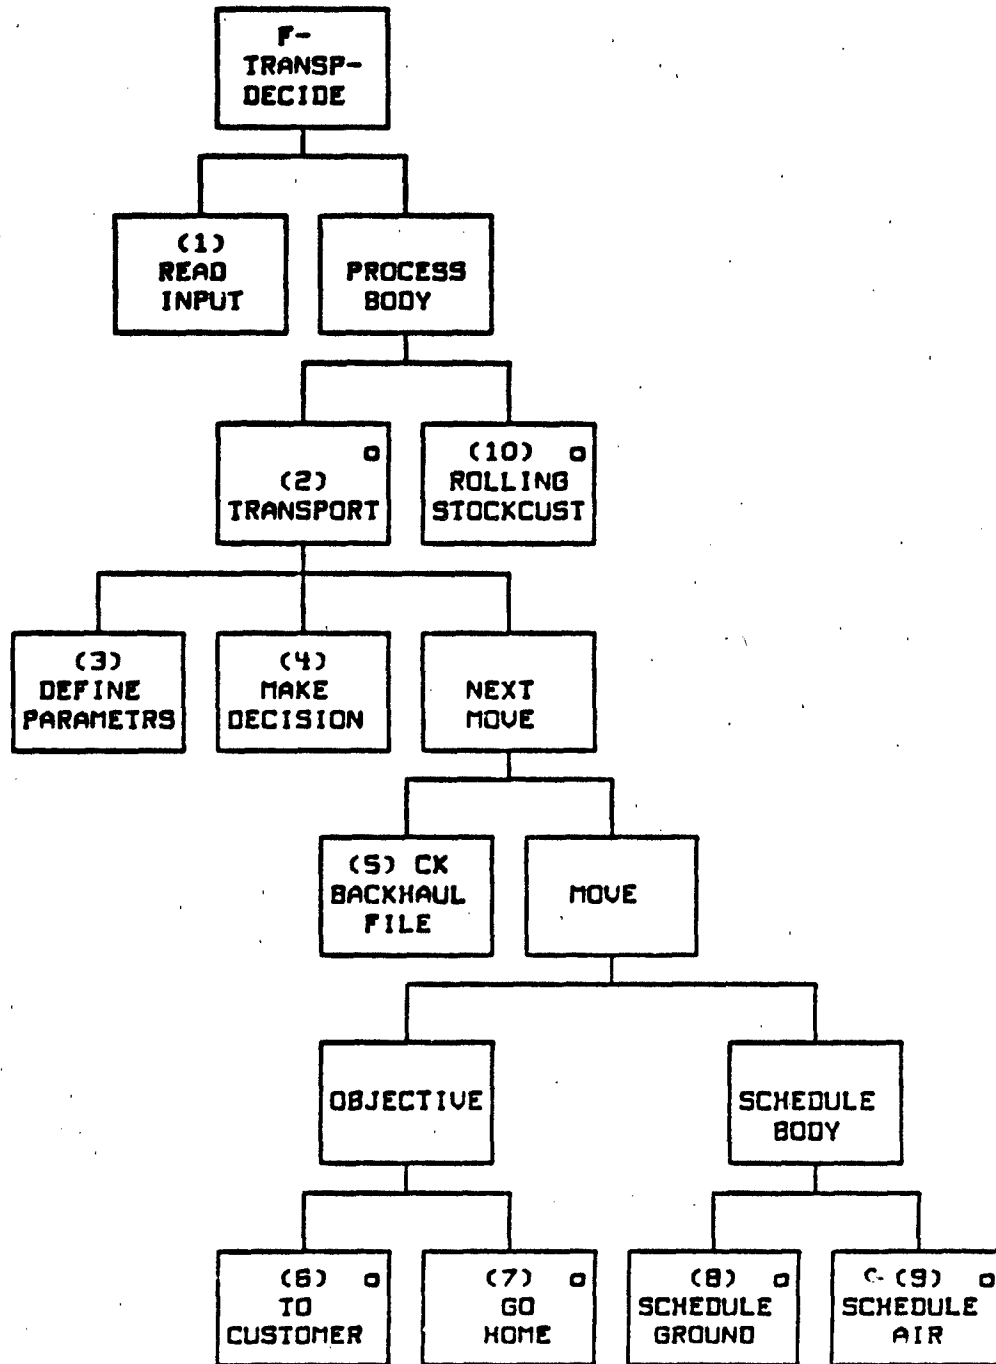 F-
TRANSP-
DECIDE
(1)
READ
INPUT
PROCESS
BODY
(2)
TRANSPORT
(10)
ROLLING
STOCKCUST
(3)
DEFINE
PARAMETRS
(4)
MAKE
DECISION
NEXT
MOVE
(5) CK
BACKHAUL
FILE
MOVE
OBJECTIVE
SCHEDULE
BODY
(6)
TO
CUSTOMER
(7)
GO
HOME
(8)
SCHEDULE
GROUND
(9)
SCHEDULE
AIR